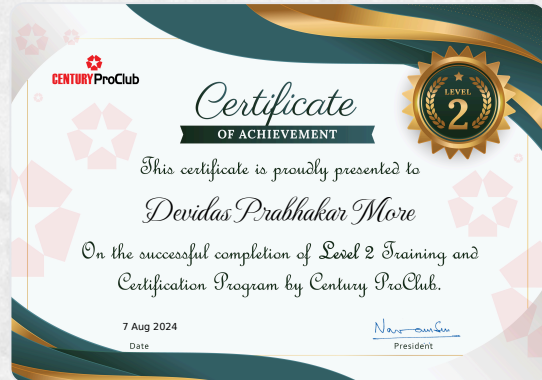 CENTURY ProClub
LEVEL
2
Certificate
OF ACHIEVEMENT
This certificate is proudly presented to
Devidas Prabhakar More
On the successful completion of Level 2 Training and
Certification Program by Century ProClub.
7 Aug 2024
Date
President